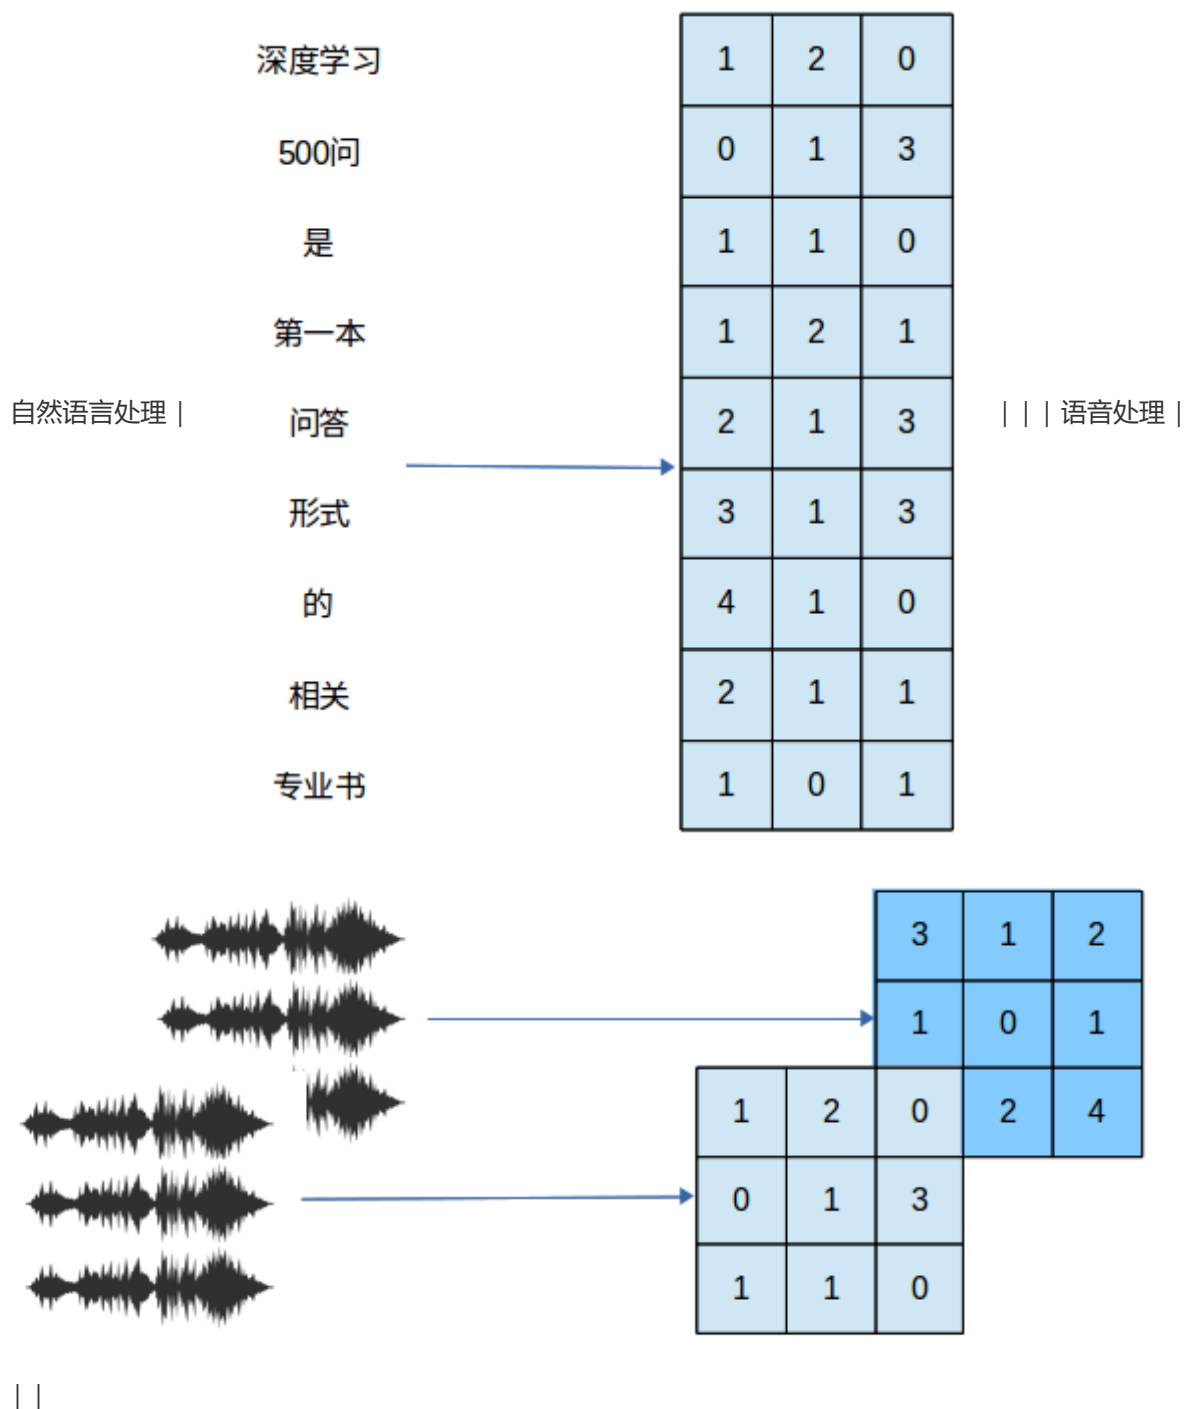 深度学习 1 2 0
500问 0 1 3
是 1 1 0
第一本 1 2 1
自然语言处理 | 问答 2 1 3 | | | 语音处理 |
形式 3 1 3
的 4 1 0
相关 2 1 1
专业书 1 0 1
3 1 2
1 0 1
1 2 0 2 4
0 1 3
1 1 0
| |